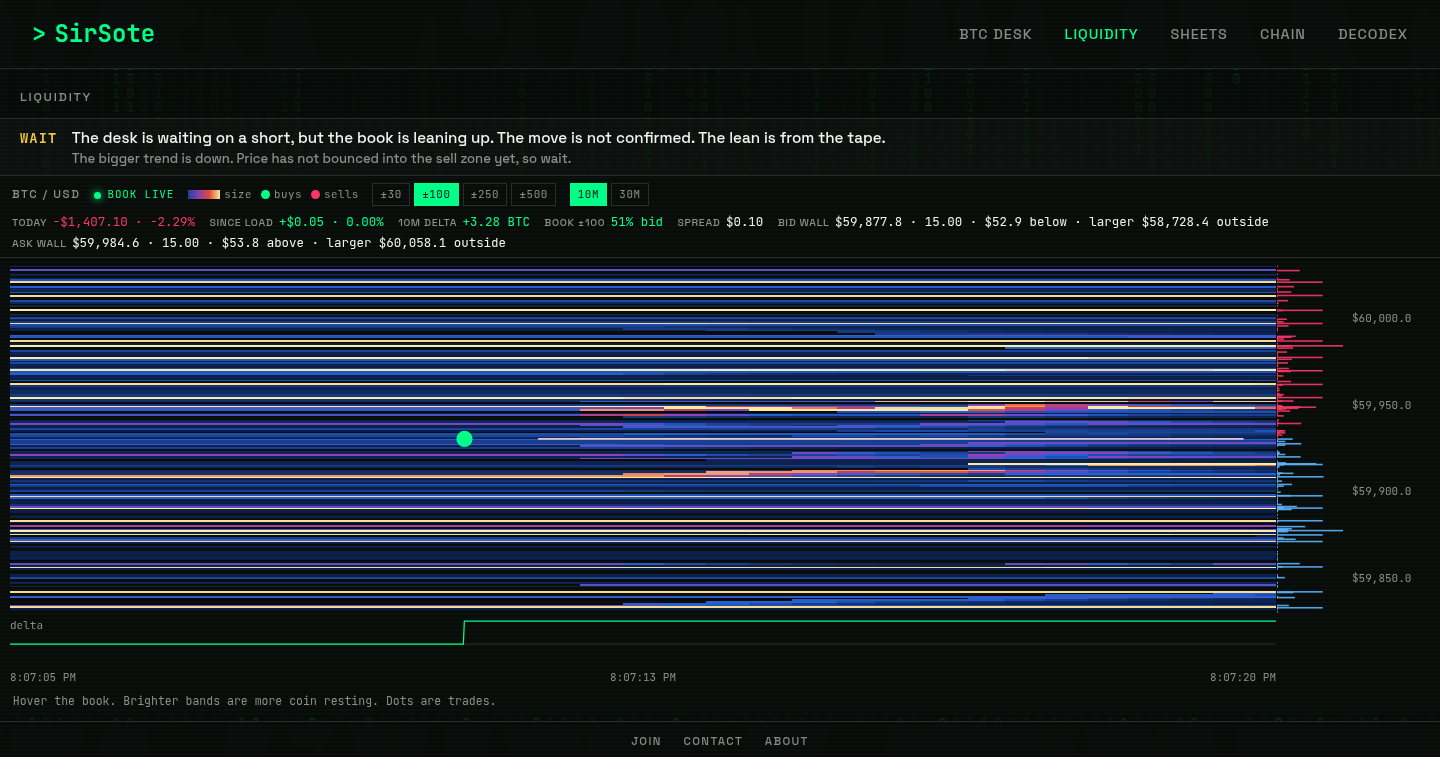 > SirSote
BTC DESK LIQUIDITY SHEETS CHAIN DECODEX
LIQUIDITY
WAIT The desk is waiting on a short, but the book is leaning up. The move is not confirmed. The lean is from the tape.
The bigger trend is down. Price has not bounced into the sell zone yet, so wait.
BTC / USD BOOK LIVE size buys sells ±30 ±100 ±250 ±500 10M 30M
TODAY -$1,407.10 · -2.29% SINCE LOAD +$0.05 · 0.00% 10M DELTA +3.28 BTC BOOK ±100 51% bid SPREAD $0.10 BID WALL $59,877.8 · 15.00 · $52.9 below · larger $58,728.4 outside
ASK WALL $59,984.6 · 15.00 · $53.8 above · larger $60,058.1 outside
$60,000.0
$59,950.0
$59,900.0
$59,850.0
delta
8:07:05 PM 8:07:13 PM 8:07:20 PM
Hover the book. Brighter bands are more coin resting. Dots are trades.
JOIN CONTACT ABOUT